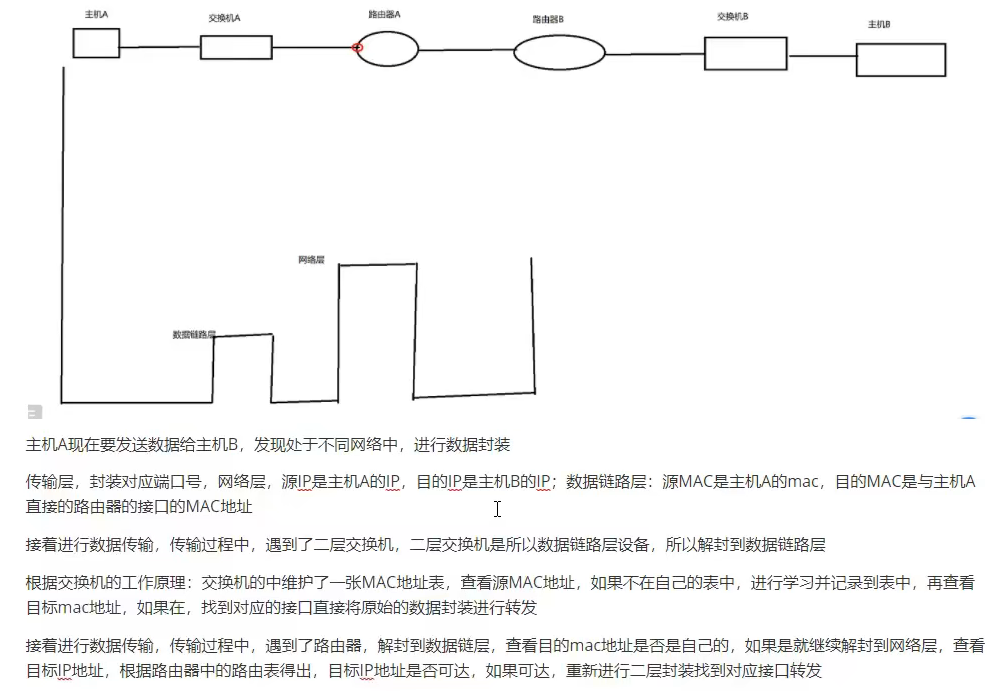 主机A
交换机A
路由器A
路由器B
交换机B
主机B
网络层
数据链路层
主机A现在要发送数据给主机B，发现处于不同网络中，进行数据封装
传输层，封装对应端口号，网络层，源IP是主机A的IP，目的IP是主机B的IP；数据链路层：源MAC是主机A的mac，目的MAC是与主机A
直接的路由器的接口的MAC地址
接着进行数据传输，传输过程中，遇到了二层交换机，二层交换机是所以数据链路层设备，所以解封到数据链路层
根据交换机的工作原理：交换机的中维护了一张MAC地址表，查看源MAC地址，如果不在自己的表中，进行学习并记录到表中，再查看
目标mac地址，如果在，找到对应的接口直接将原始的数据封装进行转发
接着进行数据传输，传输过程中，遇到了路由器，解封到数据链层，查看目的mac地址是否是自己的，如果是就继续解封到网络层，查看
目标IP地址，根据路由器中的路由表得出，目标IP地址是否可达，如果可达，重新进行二层封装找到对应接口转发